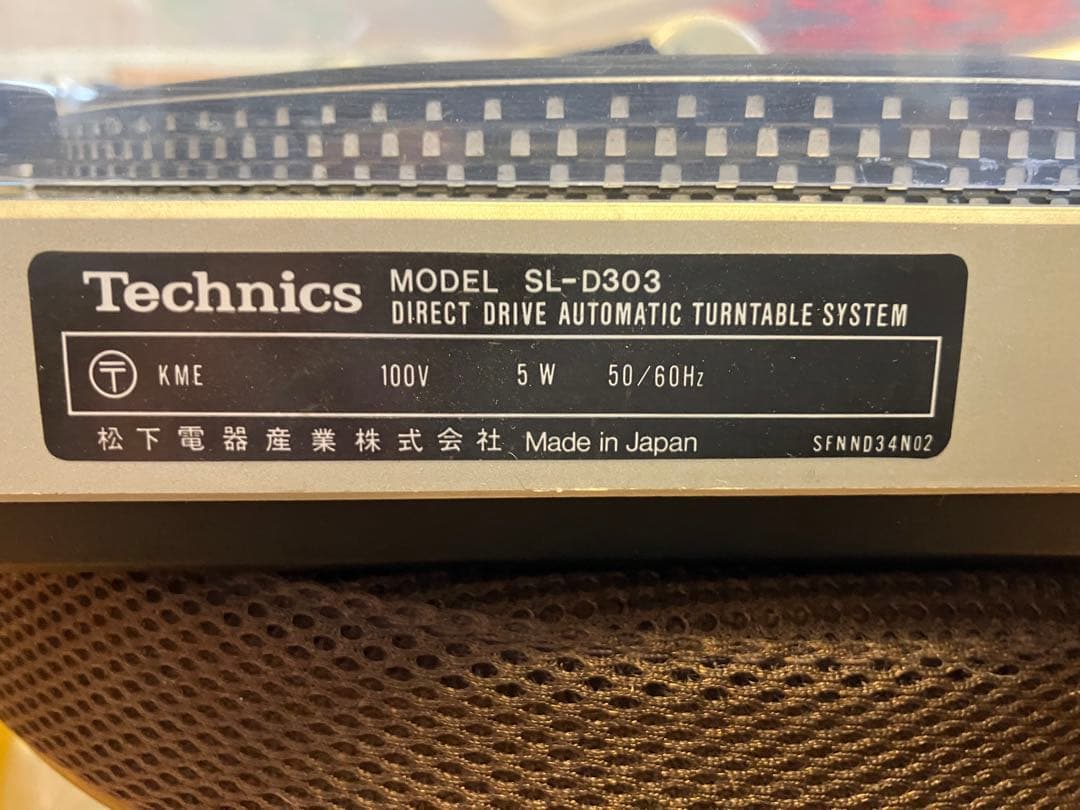 Technics MODEL SL-D303
DIRECT DRIVE AUTOMATIC TURNTABLE SYSTEM
〒 KME 100V 5W 50/60Hz
松下電器産業株式会社 Made in Japan SFNND34N02